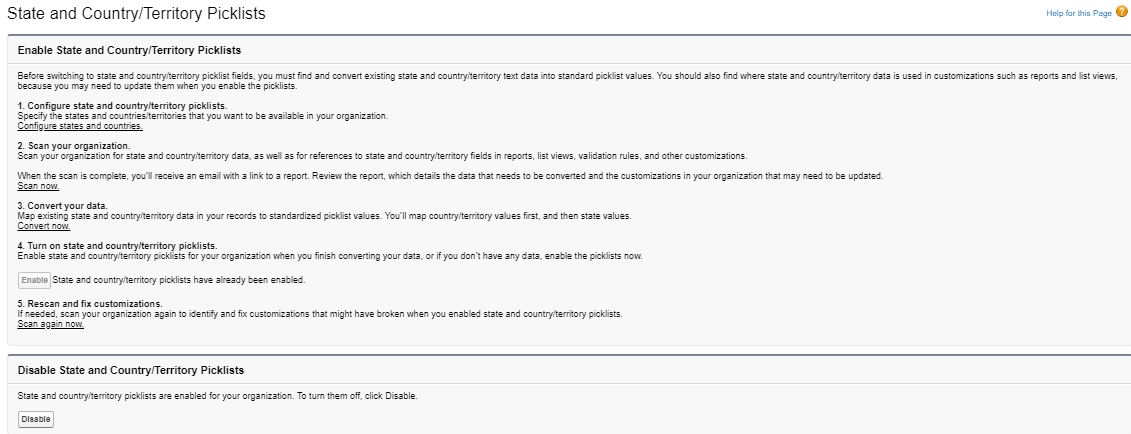 State and Country/Territory Picklists
Help for this Page ?
Enable State and Country/Territory Picklists
Before switching to state and country/territory picklist fields, you must find and convert existing state and country/territory text data into standard picklist values. You should also find where state and country/territory data is used in customizations such as reports and list views,
because you may need to update them when you enable the picklists.
1. Configure state and country/territory picklists.
Specify the states and countries/territories that you want to be available in your organization.
Configure states and countries.
2. Scan your organization.
Scan your organization for state and country/territory data, as well as for references to state and country/territory fields in reports, list views, validation rules, and other customizations.
When the scan is complete, you'll receive an email with a link to a report. Review the report, which details the data that needs to be converted and the customizations in your organization that may need to be updated.
Scan now.
3. Convert your data.
Map existing state and country/territory data in your records to standardized picklist values. You'll map country/territory values first, and then state values.
Convert now.
4. Turn on state and country/territory picklists.
Enable state and country/territory picklists for your organization when you finish converting your data, or if you don't have any data, enable the picklists now.
Enable State and country/territory picklists have already been enabled.
5. Rescan and fix customizations.
If needed, scan your organization again to identify and fix customizations that might have broken when you enabled state and country/territory picklists.
Scan again now.
Disable State and Country/Territory Picklists
State and country/territory picklists are enabled for your organization. To turn them off, click Disable.
Disable